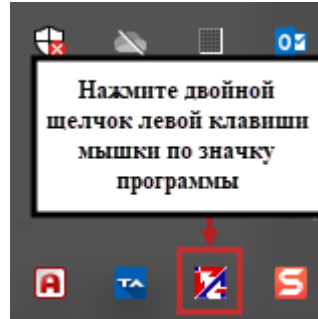 Нажмите двойной
щелчок левой клавиши
мышки по значку
программы